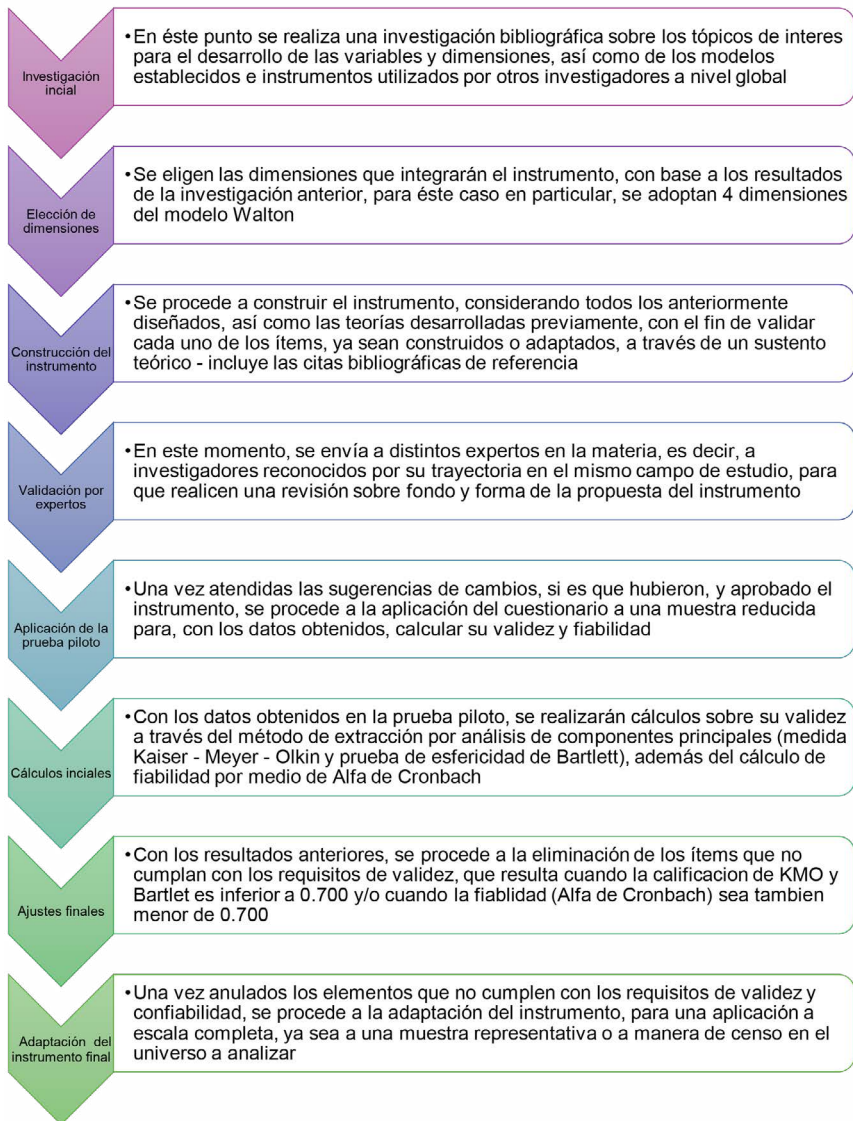 Investigación
incial
•En éste punto se realiza una investigación bibliográfica sobre los tópicos de interes
para el desarrollo de las variables y dimensiones, así como de los modelos
establecidos e instrumentos utilizados por otros investigadores a nivel global
Elección de
dimensiones
•Se eligen las dimensiones que integrarán el instrumento, con base a los resultados
de la investigación anterior, para éste caso en particular, se adoptan 4 dimensiones
del modelo Walton
Construcción del
instrumento
•Se procede a construir el instrumento, considerando todos los anteriormente
diseñados, así como las teorías desarrolladas previamente, con el fin de validar
cada uno de los ítems, ya sean construidos o adaptados, a través de un sustento
teórico - incluye las citas bibliográficas de referencia
Validación por
expertos
•En este momento, se envía a distintos expertos en la materia, es decir, a
investigadores reconocidos por su trayectoria en el mismo campo de estudio, para
que realicen una revisión sobre fondo y forma de la propuesta del instrumento
Aplicación de la
prueba piloto
•Una vez atendidas las sugerencias de cambios, si es que hubieron, y aprobado el
instrumento, se procede a la aplicación del cuestionario a una muestra reducida
para, con los datos obtenidos, calcular su validez y fiabilidad
Cálculos inciales
•Con los datos obtenidos en la prueba piloto, se realizarán cálculos sobre su validez
a través del método de extracción por análisis de componentes principales (medida
Kaiser - Meyer - Olkin y prueba de esfericidad de Bartlett), además del cálculo de
fiabilidad por medio de Alfa de Cronbach
Ajustes finales
•Con los resultados anteriores, se procede a la eliminación de los ítems que no
cumplan con los requisitos de validez, que resulta cuando la calificacion de KMO y
Bartlet es inferior a 0.700 y/o cuando la fiablidad (Alfa de Cronbach) sea tambien
menor de 0.700
Adaptación del
instrumento final
•Una vez anulados los elementos que no cumplen con los requisitos de validez y
confiabilidad, se procede a la adaptación del instrumento, para una aplicación a
escala completa, ya sea a una muestra representativa o a manera de censo en el
universo a analizar